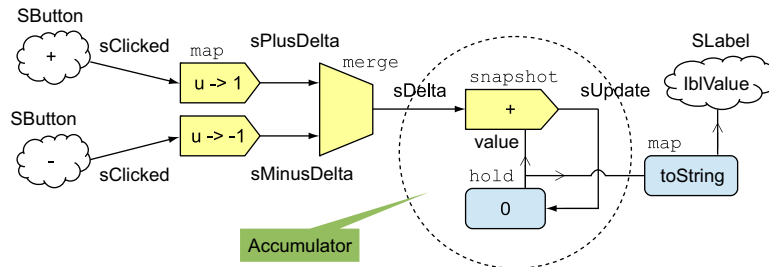 SButton
+
sClicked
map
u -> 1
sPlusDelta
merge
SButton
-
sClicked
u -> -1
sMinusDelta
sDelta
snapshot
+
sUpdate
value
hold
0
map
toString
SLabel
lblValue
Accumulator